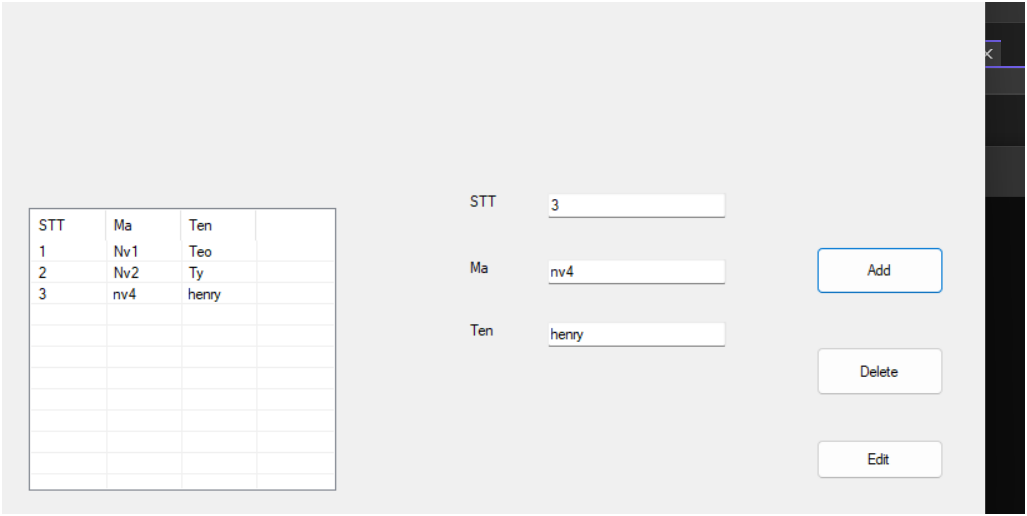 STT Ma Ten
1 Nv1 Teo
2 Nv2 Ty
3 nv4 henry
STT 3
Ma nv4
Ten henry
Add
Delete
Edit